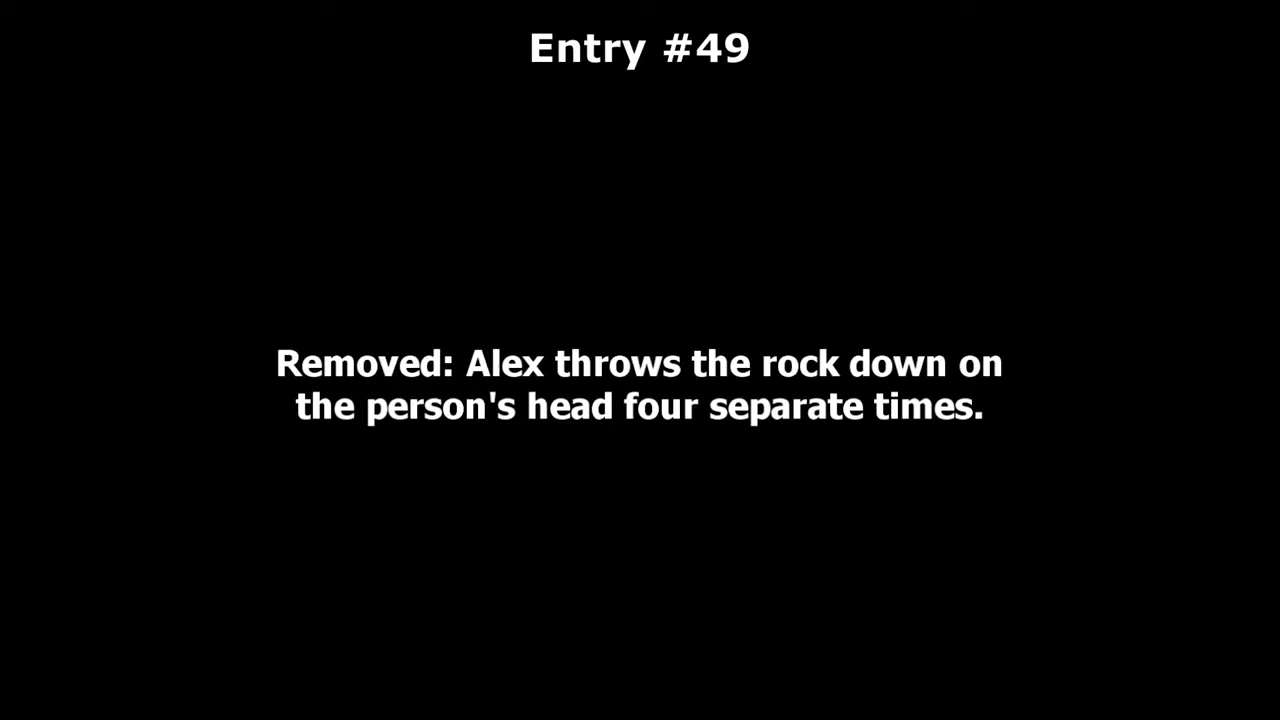 Entry #49
Removed: Alex throws the rock down on
the person's head four separate times.